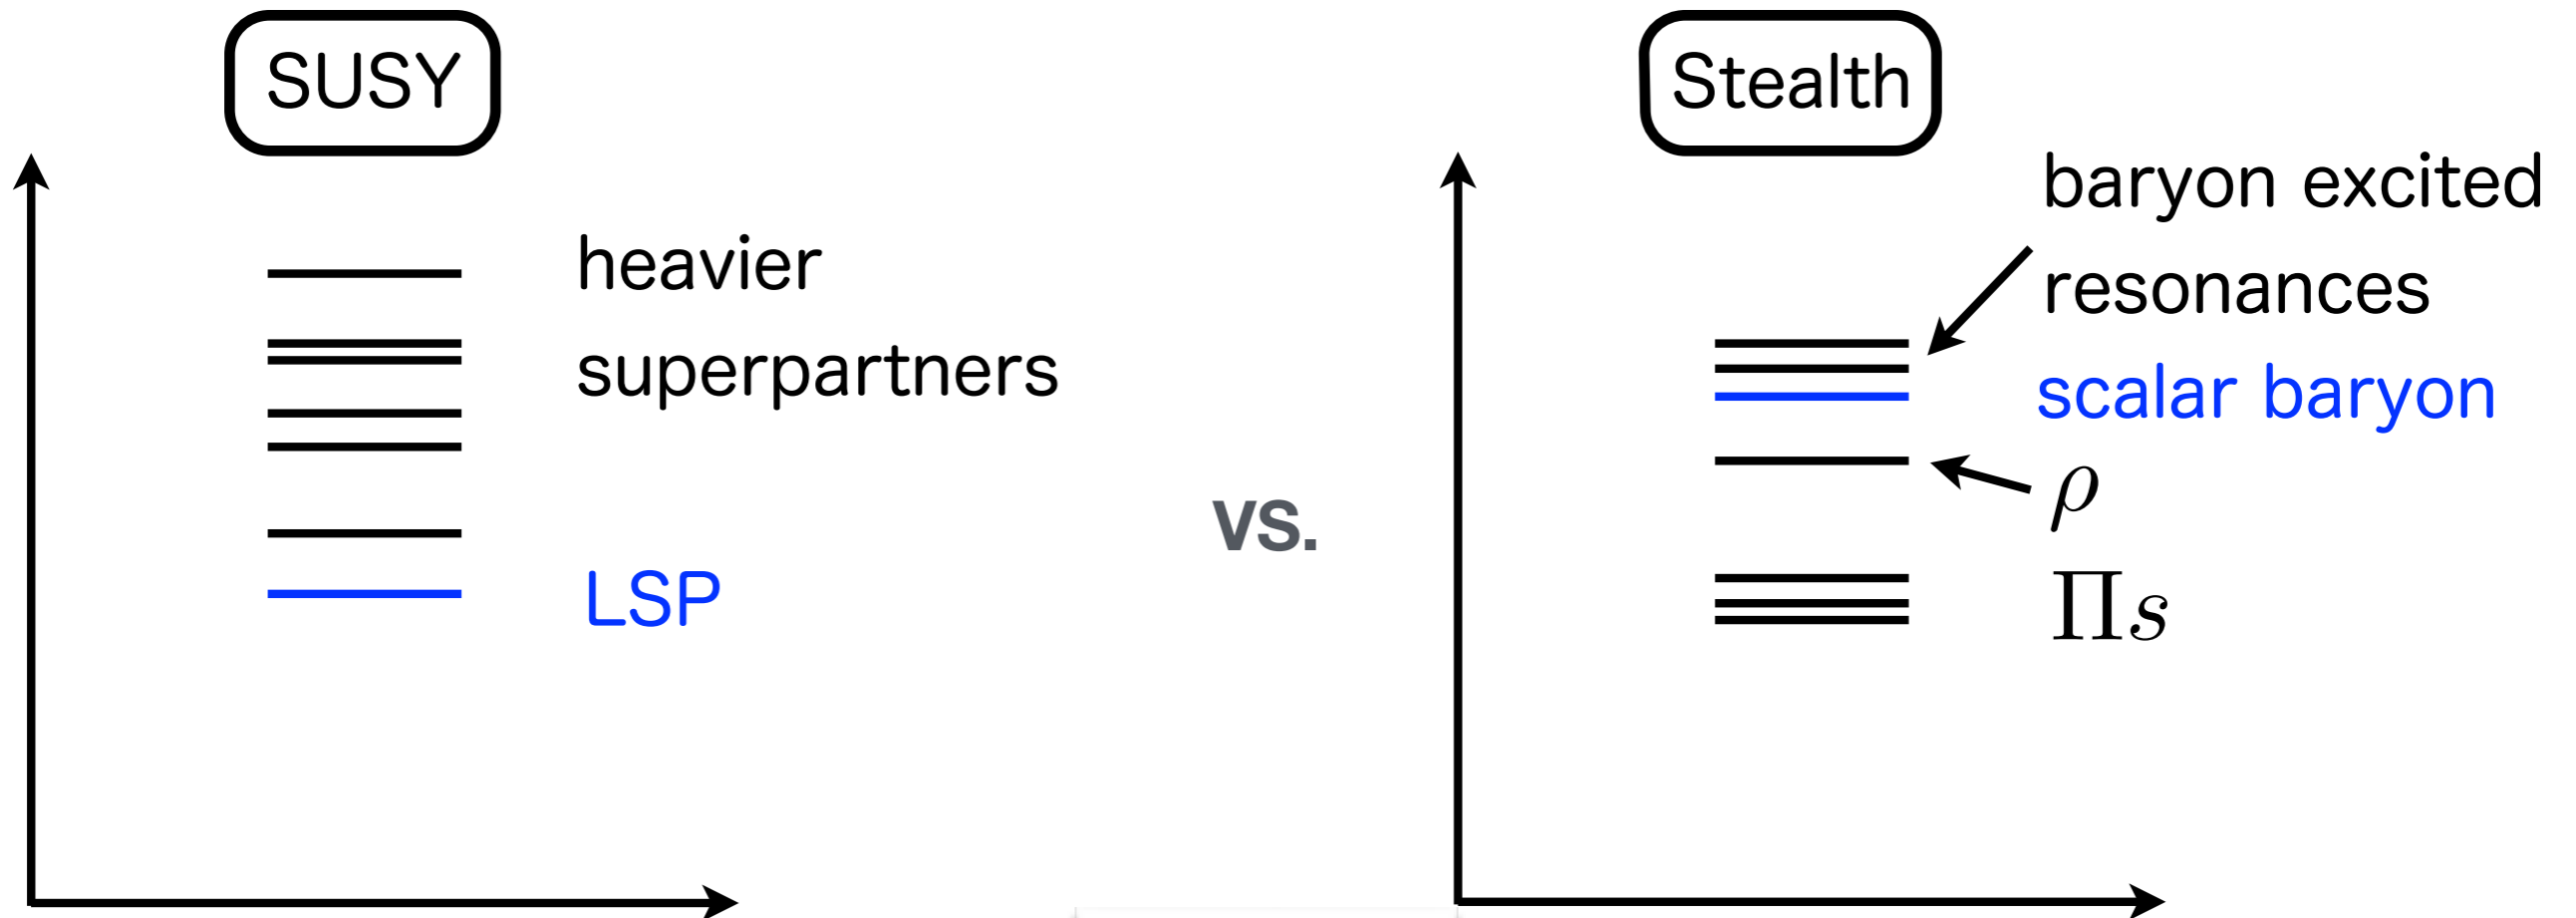 SUSY
heavier
superpartners
LSP
vs.
Stealth
baryon excited
resonances
scalar baryon
ρ
Πs